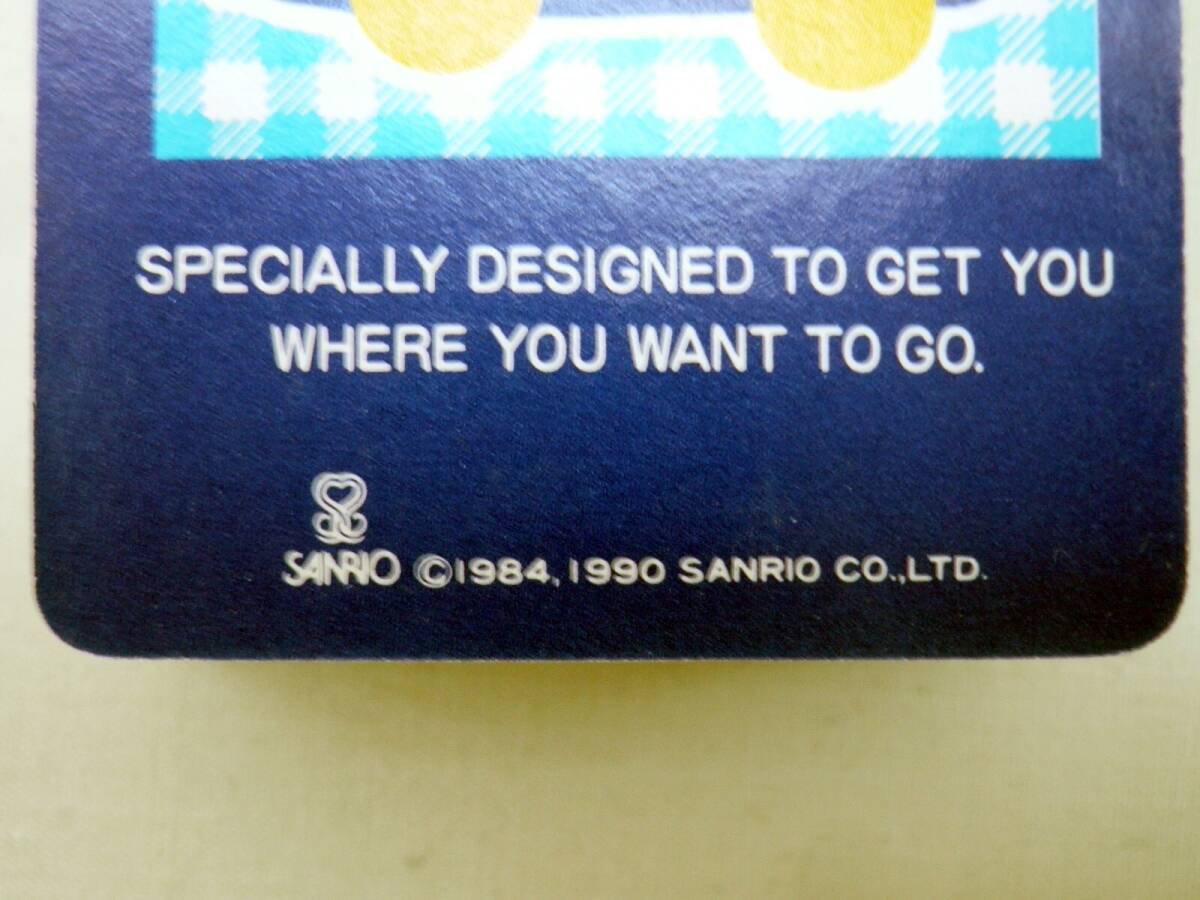 SPECIALLY DESIGNED TO GET YOU
WHERE YOU WANT TO GO.
SANRIO ©1984, 1990 SANRIO CO.,LTD.